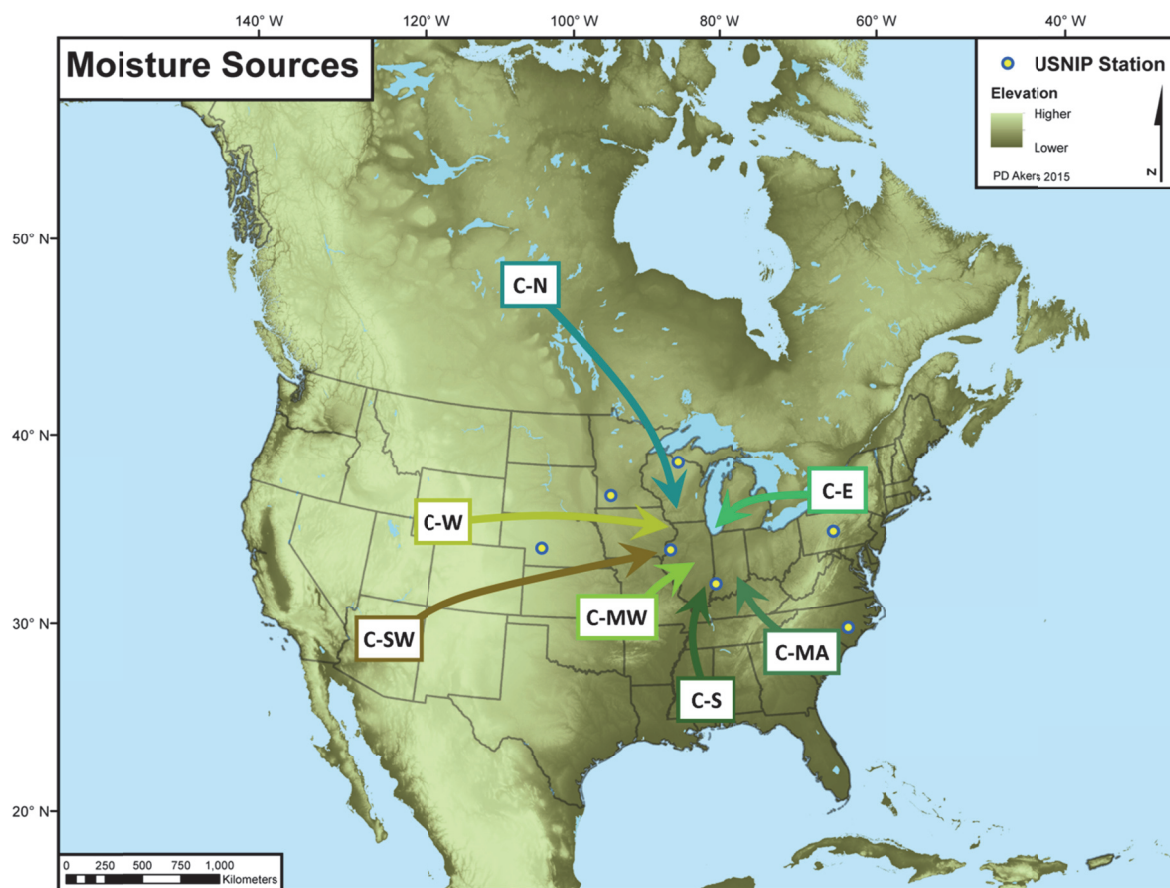 140° W 120° W 100° W 80° W 60° W 40° W
Moisture Sources
USNIP Station
Elevation
Higher
Lower
PD Akers 2015
N
50° N
40° N
30° N
20° N
C-N
C-E
C-W
C-MW
C-SW
C-MA
C-S
0 250 500 750 1,000
Kilometers